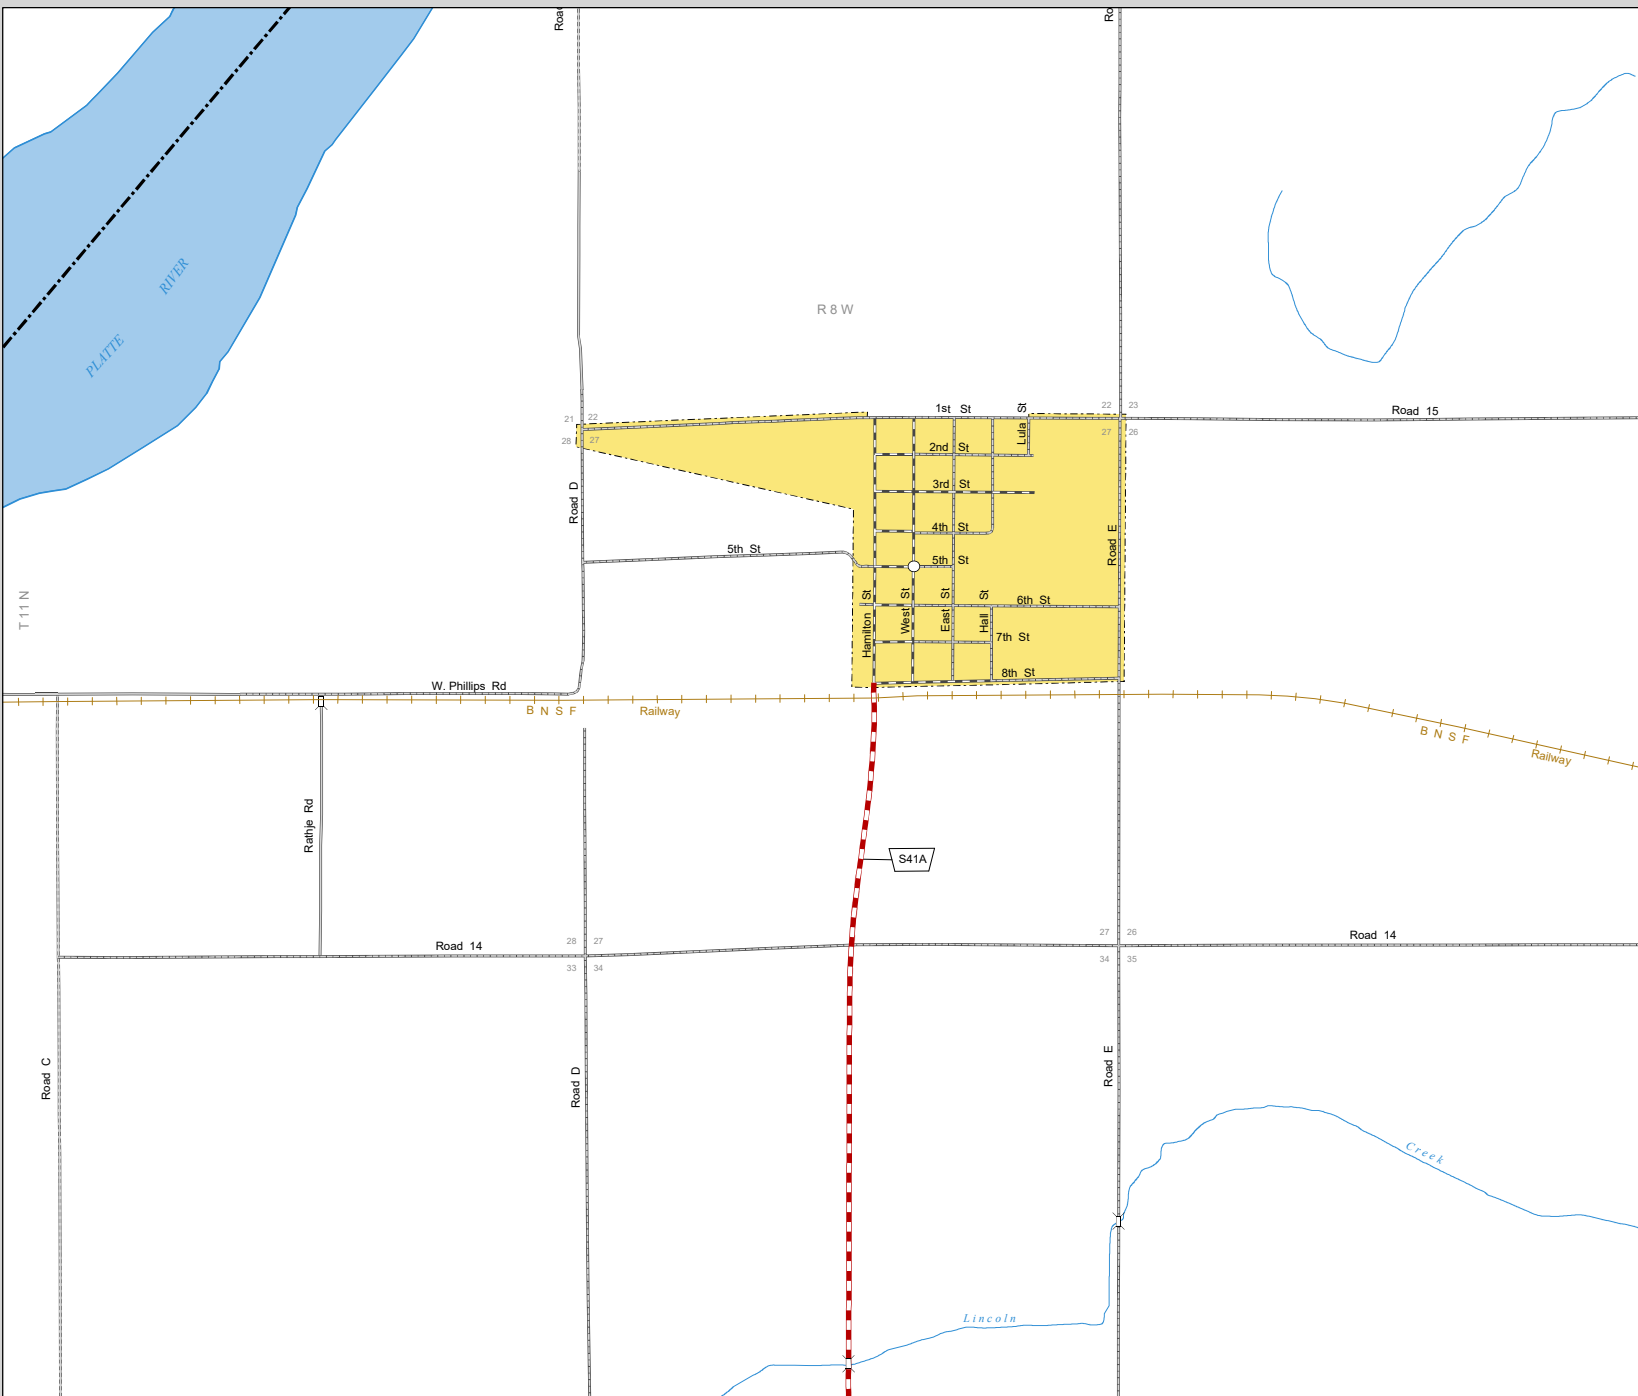 Road
Ro
RIVER
PLATTE
R 8 W
21 22
28 27
1st St
Lula St
22 23
27 26
Road 15
2nd St
3rd St
4th St
5th St
5th St
Road D
Road E
T 11 N
Hamilton St
West St
East St
Hall St
6th St
7th St
8th St
W. Phillips Rd
B N S F Railway
B N S F Railway
Rathje Rd
S41A
Road 14
28 27
33 34
27 26
34 35
Road 14
Road C
Road D
Road E
Creek
Lincoln